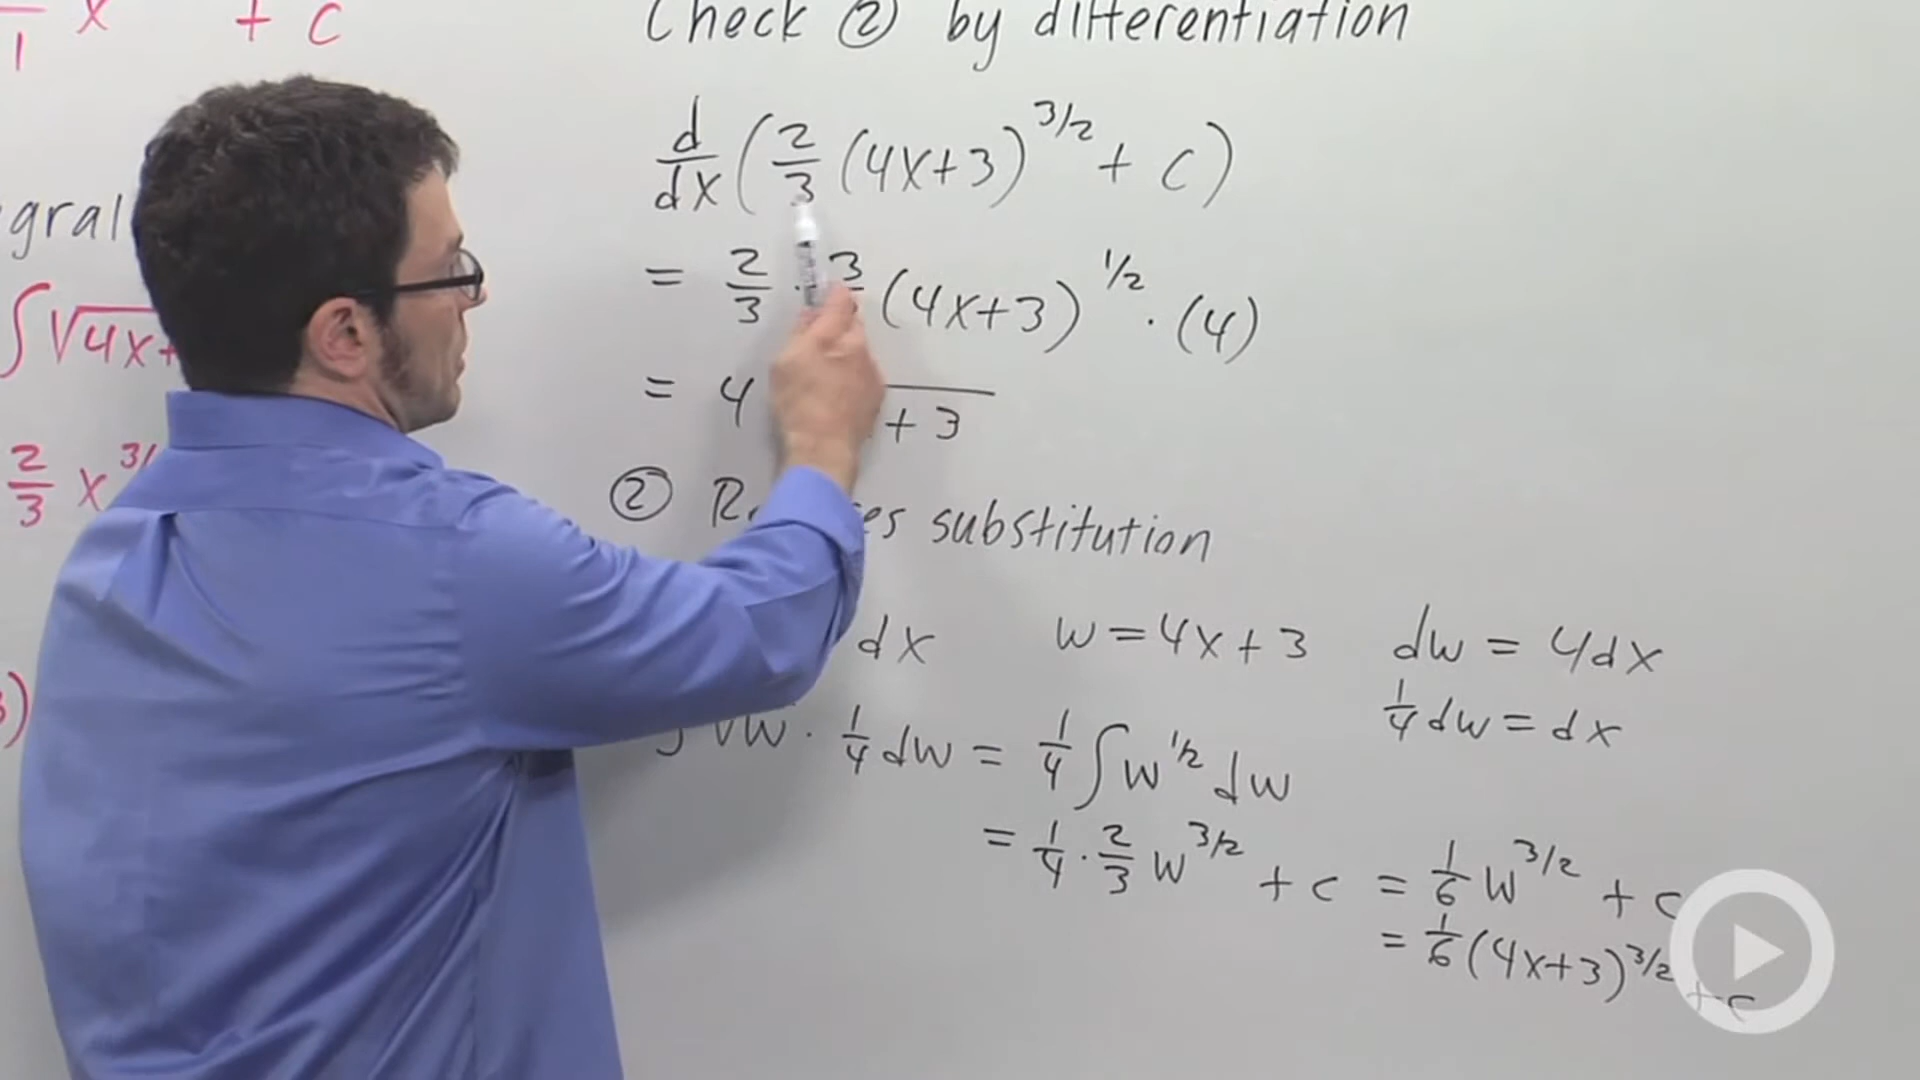 1 x + c
Check ② by differentiation
d/dx (2/3 (4x+3)^3/2 + c)
= 2/3 · 3 (4x+3)^1/2 · (4)
= 4 + 3
gral
∫√4x+
2/3 x^3/
3)
② substitution
dx w = 4x + 3 dw = 4dx
1/4 dw = dx
∫√w · 1/4 dw = 1/4 ∫ w^1/2 dw
= 1/4 · 2/3 w^3/2 + c = 1/6 w^3/2 + c
= 1/6 (4x+3)^3/2 + c